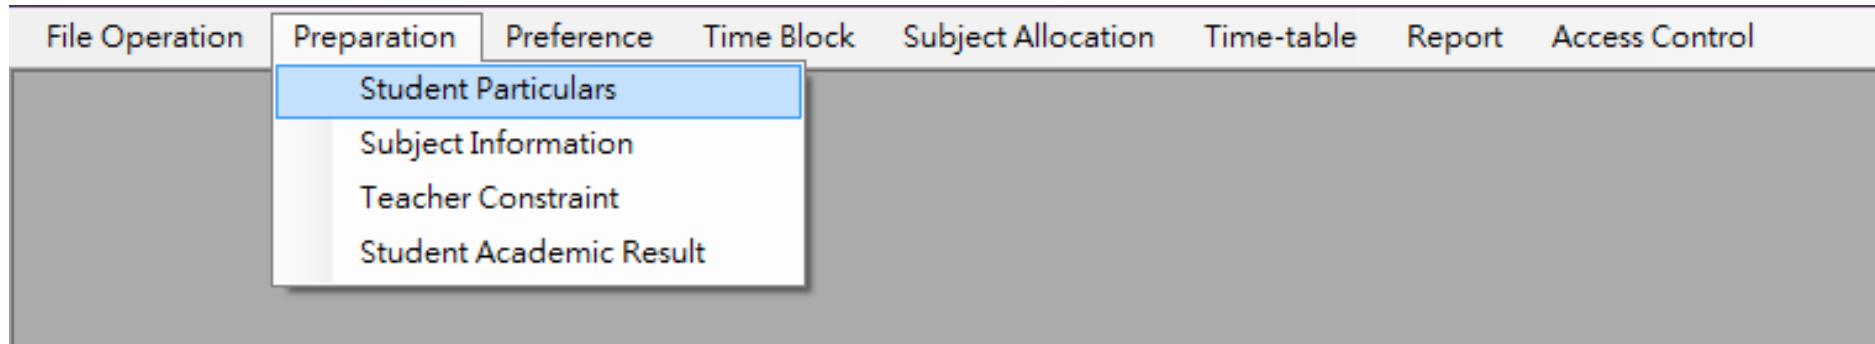 File Operation Preparation Preference Time Block Subject Allocation Time-table Report Access Control
Student Particulars
Subject Information
Teacher Constraint
Student Academic Result